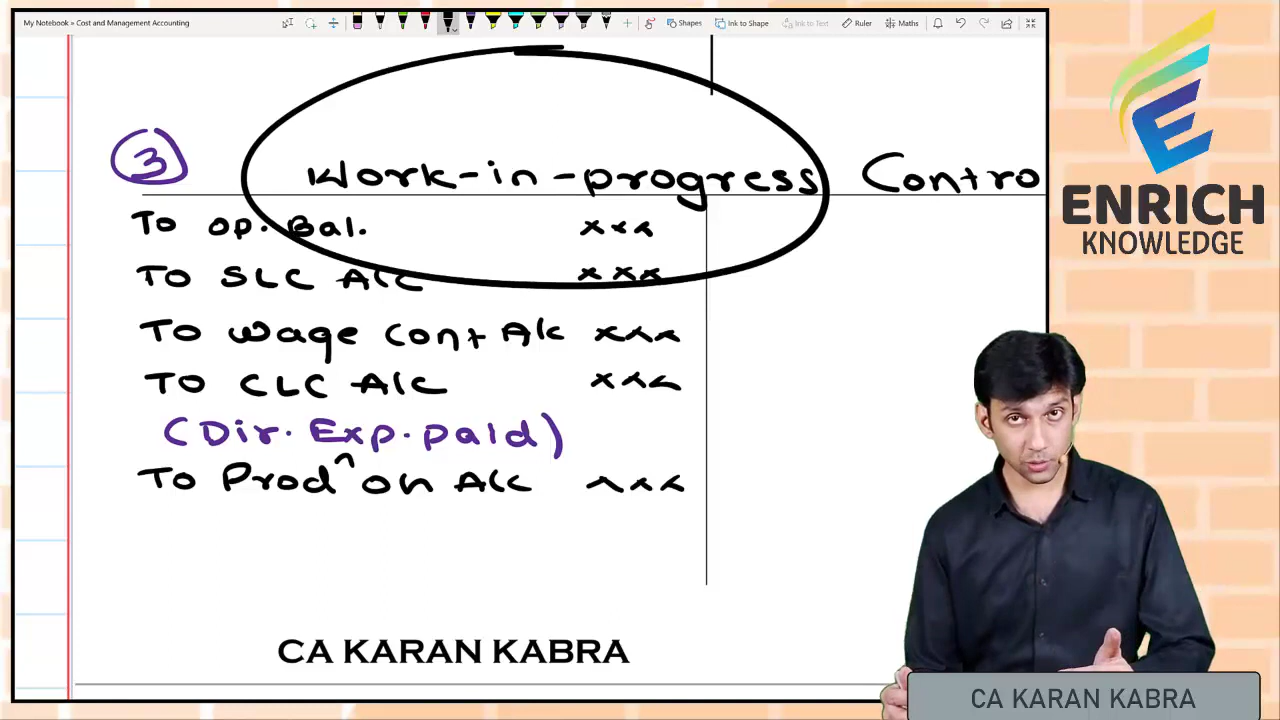 My Notebook » Cost and Management Accounting
Shapes
Ink to Shape
Ink to Text
Ruler
Maths
3
Work-in-progress Contro
To op. Bal. xxx
To SLC A/C xxx
To Wage Cont A/c xxx
To CLC A/C xxx
(Dir. Exp. paid)
To Prodⁿ OH A/C xxx
CA KARAN KABRA
ENRICH
KNOWLEDGE
CA KARAN KABRA